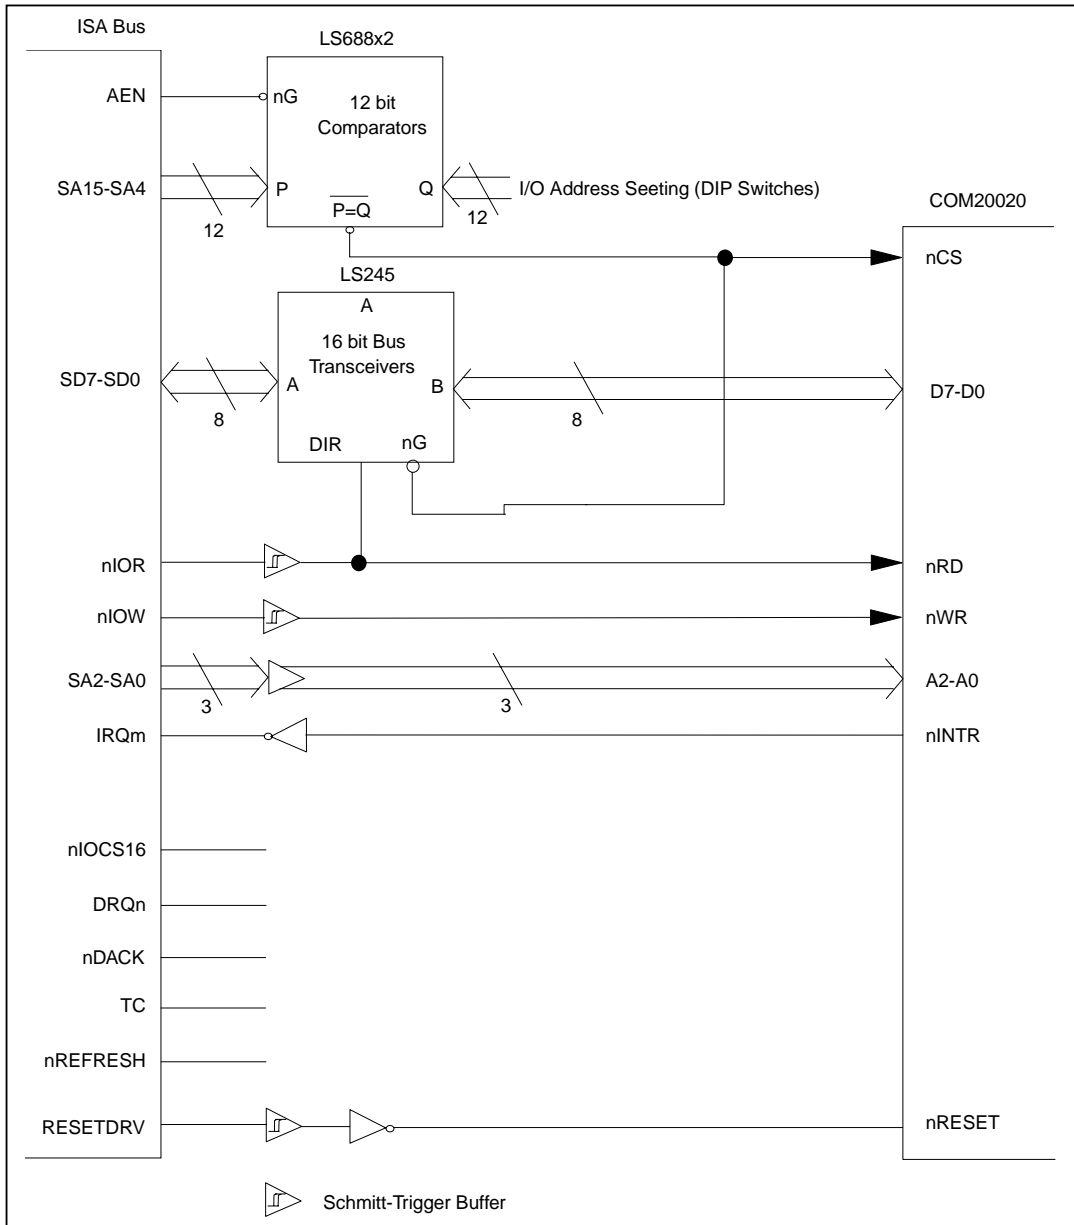 ISA Bus
LS688x2
AEN
nG
12 bit
Comparators
SA15-SA4
P
Q
I/O Address Seeting (DIP Switches)
12
P=Q
12
COM20020
nCS
LS245
A
16 bit Bus
Transceivers
SD7-SD0
A
B
D7-D0
8
8
DIR
nG
nIOR
nRD
nIOW
nWR
SA2-SA0
A2-A0
3
3
IRQm
nINTR
nIOCS16
DRQn
nDACK
TC
nREFRESH
RESETDRV
nRESET
Schmitt-Trigger Buffer